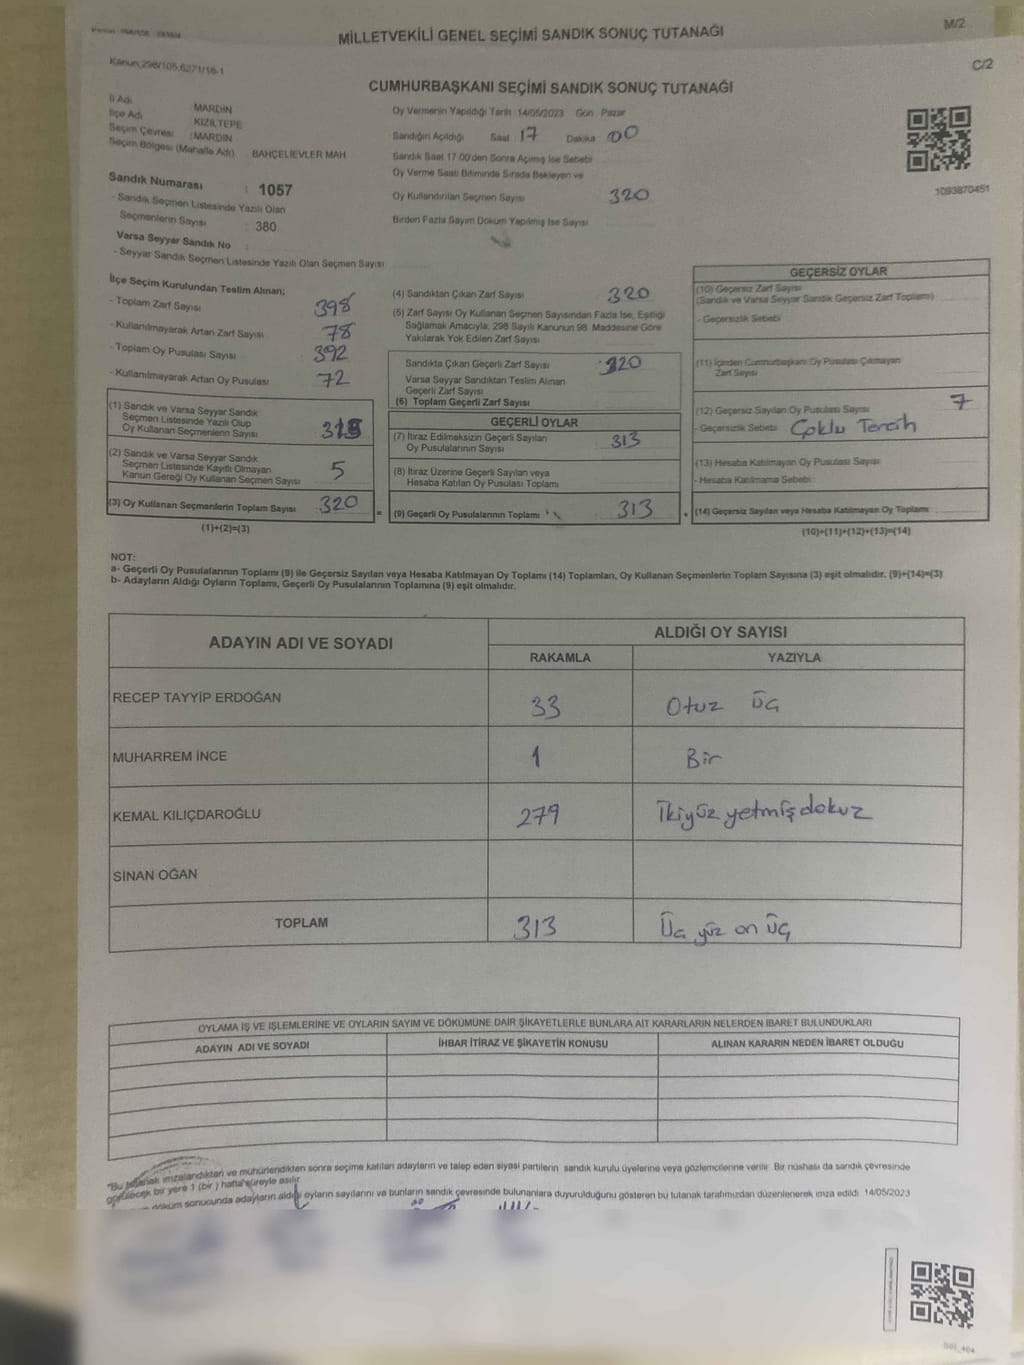 MİLLETVEKİLİ GENEL SEÇİMİ SANDIK SONUÇ TUTANAĞI
M/2
Kanun:298/105,6271/16-1
C/2
CUMHURBAŞKANI SEÇİMİ SANDIK SONUÇ TUTANAĞI
İl Adı : MARDİN
İlçe Adı : KIZILTEPE
Seçim Çevresi : MARDİN
Seçim Bölgesi (Mahalle Adı) : BAHÇELİEVLER MAH
Sandık Numarası : 1057
- Sandık Seçmen Listesinde Yazılı Olan
Seçmenlerin Sayısı : 380
Varsa Seyyar Sandık No :
- Seyyar Sandık Seçmen Listesinde Yazılı Olan Seçmen Sayısı
Oy Vermenin Yapıldığı Tarih :14/05/2023 Gün : Pazar
Sandığın Açıldığı Saat 17 Dakika 00
Sandık Saat 17:00'den Sonra Açılmış İse Sebebi
Oy Verme Saati Bitiminde Sırada Bekleyen ve
Oy Kullandırılan Seçmen Sayısı 320
Birden Fazla Sayım Döküm Yapılmış İse Sayısı
1093870451
İlçe Seçim Kurulundan Teslim Alınan;
- Toplam Zarf Sayısı 398
- Kullanılmayarak Artan Zarf Sayısı 78
- Toplam Oy Pusulası Sayısı 392
- Kullanılmayarak Artan Oy Pusulası 72
(1) Sandık ve Varsa Seyyar Sandık
Seçmen Listesinde Yazılı Olup
Oy Kullanan Seçmenlerin Sayısı 315
(2) Sandık ve Varsa Seyyar Sandık
Seçmen Listesinde Kayıtlı Olmayan
Kanun Gereği Oy Kullanan Seçmen Sayısı 5
(3) Oy Kullanan Seçmenlerin Toplam Sayısı 320
(1)+(2)=(3)
(4) Sandıktan Çıkan Zarf Sayısı 320
(5) Zarf Sayısı Oy Kullanan Seçmen Sayısından Fazla İse, Eşitliği
Sağlamak Amacıyla; 298 Sayılı Kanunun 98. Maddesine Göre
Yakılarak Yok Edilen Zarf Sayısı
Sandıkta Çıkan Geçerli Zarf Sayısı 320
Varsa Seyyar Sandıktan Teslim Alınan
Geçerli Zarf Sayısı
(6) Toplam Geçerli Zarf Sayısı
GEÇERLİ OYLAR
(7) İtiraz Edilmeksizin Geçerli Sayılan
Oy Pusulalarının Sayısı 313
(8) İtiraz Üzerine Geçerli Sayılan veya
Hesaba Katılan Oy Pusulası Toplamı
= (9) Geçerli Oy Pusulalarının Toplamı 313
GEÇERSİZ OYLAR
(10) Geçersiz Zarf Sayısı
(Sandık ve Varsa Seyyar Sandık Geçersiz Zarf Toplamı)
- Geçersizlik Sebebi
(11) İçinden Cumhurbaşkanı Oy Pusulası Çıkmayan
Zarf Sayısı
(12) Geçersiz Sayılan Oy Pusulası Sayısı 7
- Geçersizlik Sebebi Çoklu Tercih
(13) Hesaba Katılmayan Oy Pusulası Sayısı
- Hesaba Katılmama Sebebi
+ (14) Geçersiz Sayılan veya Hesaba Katılmayan Oy Toplamı
(10)+(11)+(12)+(13)=(14)
NOT:
a- Geçerli Oy Pusulalarının Toplamı (9) ile Geçersiz Sayılan veya Hesaba Katılmayan Oy Toplamı (14) Toplamları, Oy Kullanan Seçmenlerin Toplam Sayısına (3) eşit olmalıdır. (9)+(14)=(3)
b- Adayların Aldığı Oyların Toplamı, Geçerli Oy Pusulalarının Toplamına (9) eşit olmalıdır.
ADAYIN ADI VE SOYADI
ALDIĞI OY SAYISI
RAKAMLA YAZIYLA
RECEP TAYYİP ERDOĞAN 33 Otuz üç
MUHARREM İNCE 1 Bir
KEMAL KILIÇDAROĞLU 279 İkiyüz yetmiş dokuz
SİNAN OĞAN
TOPLAM 313 Üç yüz on üç
OYLAMA İŞ VE İŞLEMLERİNE VE OYLARIN SAYIM VE DÖKÜMÜNE DAİR ŞİKAYETLERLE BUNLARA AİT KARARLARIN NELERDEN İBARET BULUNDUKLARI
ADAYIN ADI VE SOYADI İHBAR İTİRAZ VE ŞİKAYETİN KONUSU ALINAN KARARIN NEDEN İBARET OLDUĞU
"Bu tutanak imzalandıktan ve mühürlendikten sonra seçime katılan adayların ve talep eden siyasi partilerin sandık kurulu üyelerine veya gözlemcilerine verilir. Bir nüshası da sandık çevresinde
görülecek bir yere 1 (bir) hafta süreyle asılır.
döküm sonucunda adayların aldığı oyların sayılarını ve bunların sandık çevresinde bulunanlara duyurulduğunu gösteren bu tutanak tarafımızdan düzenlenerek imza edildi. 14/05/2023